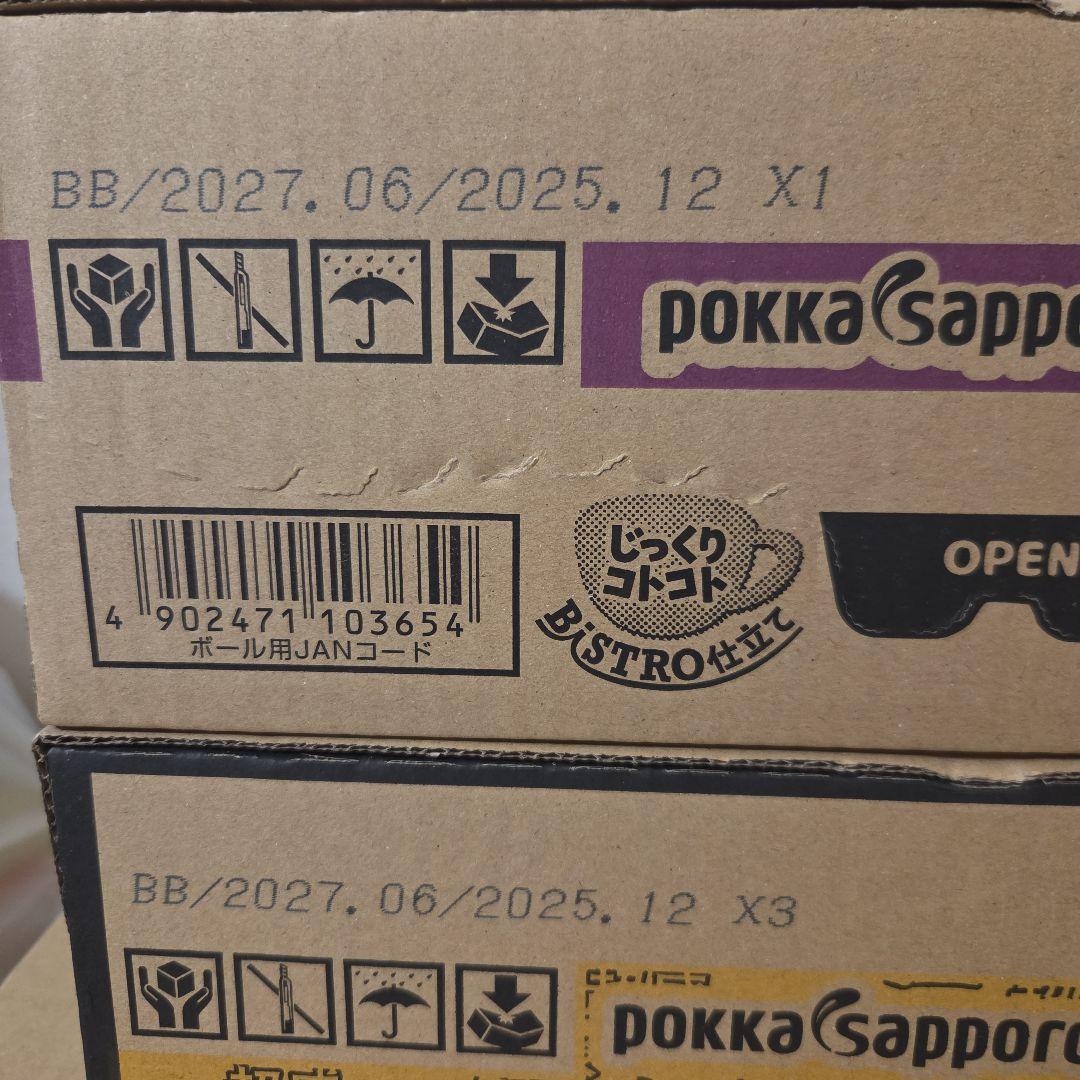 BB/2027.06/2025.12 X1
POKKA SAPPO
じっくり
コトコト
BiSTRO仕立て
OPEN
4 902471 103654
ボール用JANコード
BB/2027.06/2025.12 X3
POKKA SAPPORO